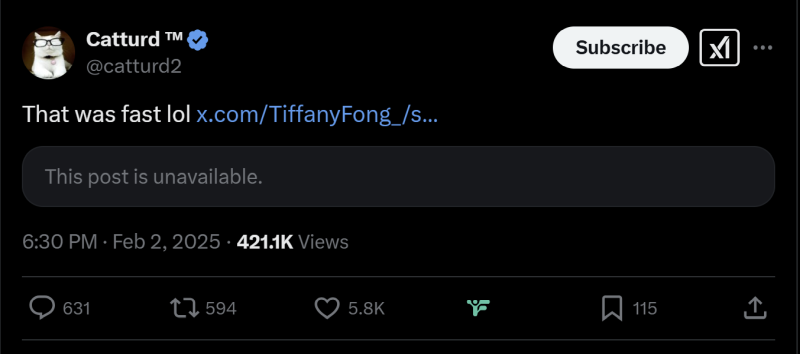 Catturd ™
Subscribe
@catturd2
That was fast lol x.com/TiffanyFong_/s…
This post is unavailable.
6:30 PM · Feb 2, 2025 · 421.1K Views
631 594 5.8K 115